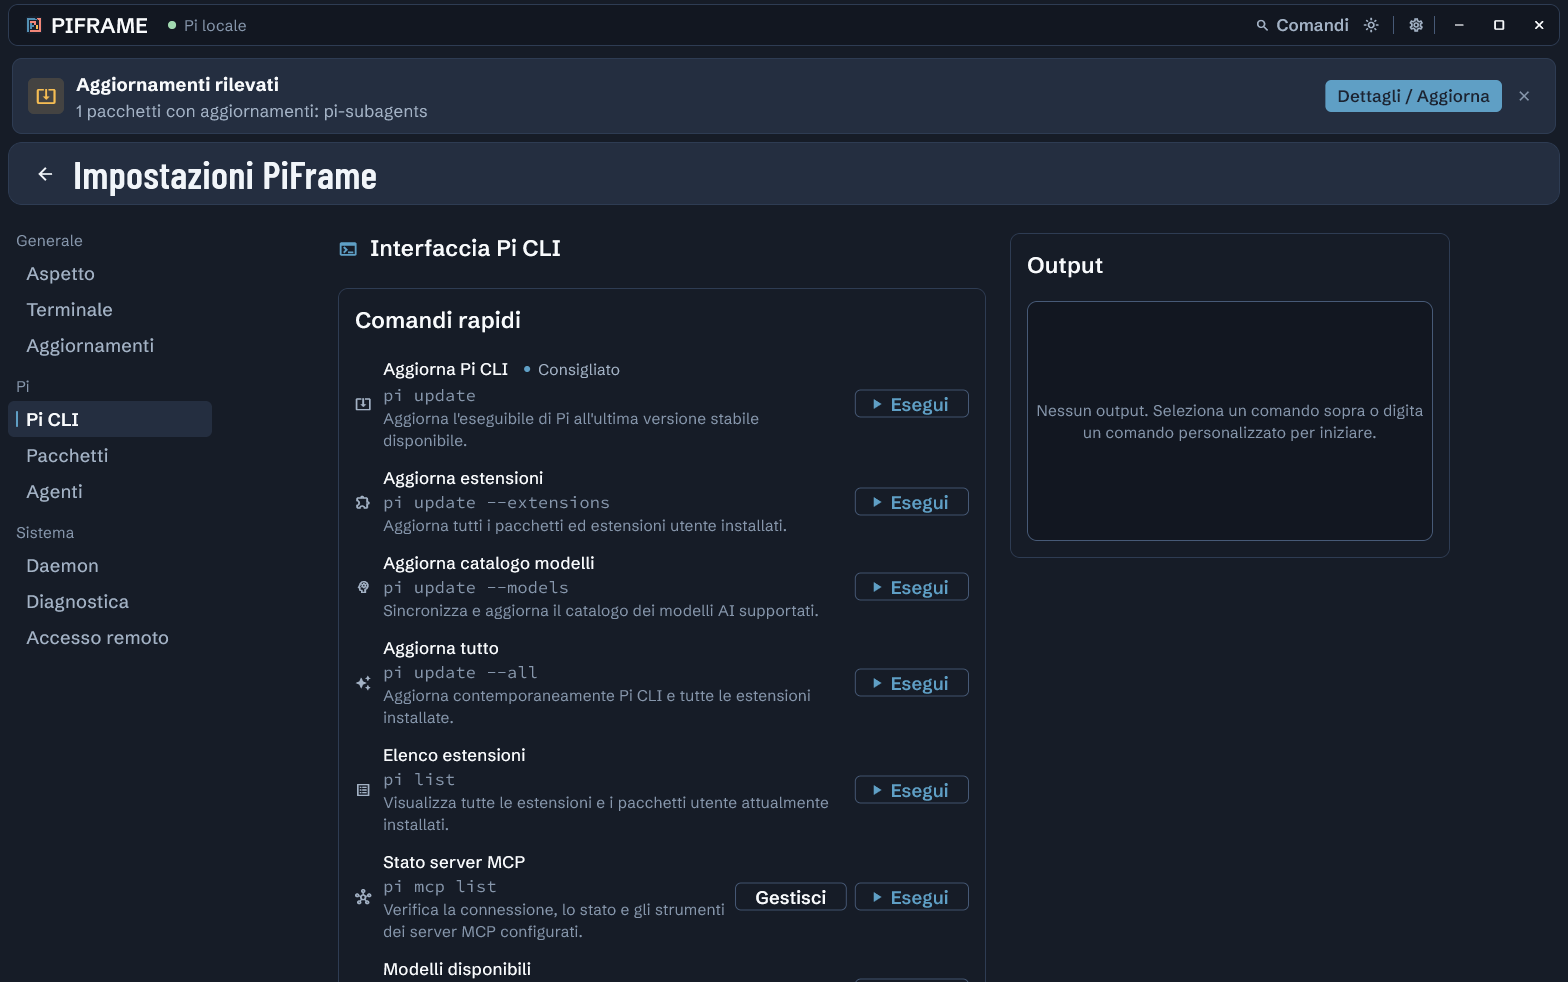 PIFRAME
Pi locale
Comandi
Aggiornamenti rilevati
1 pacchetti con aggiornamenti: pi-subagents
Dettagli / Aggiorna
Impostazioni PiFrame
Generale
Aspetto
Terminale
Aggiornamenti
Pi
Pi CLI
Pacchetti
Agenti
Sistema
Daemon
Diagnostica
Accesso remoto
Interfaccia Pi CLI
Comandi rapidi
Aggiorna Pi CLI
Consigliato
pi update
Aggiorna l'eseguibile di Pi all'ultima versione stabile
disponibile.
Esegui
Aggiorna estensioni
pi update --extensions
Aggiorna tutti i pacchetti ed estensioni utente installati.
Esegui
Aggiorna catalogo modelli
pi update --models
Sincronizza e aggiorna il catalogo dei modelli AI supportati.
Esegui
Aggiorna tutto
pi update --all
Aggiorna contemporaneamente Pi CLI e tutte le estensioni
installate.
Esegui
Elenco estensioni
pi list
Visualizza tutte le estensioni e i pacchetti utente attualmente
installati.
Esegui
Stato server MCP
pi mcp list
Verifica la connessione, lo stato e gli strumenti
dei server MCP configurati.
Gestisci
Esegui
Modelli disponibili
Output
Nessun output. Seleziona un comando sopra o digita
un comando personalizzato per iniziare.